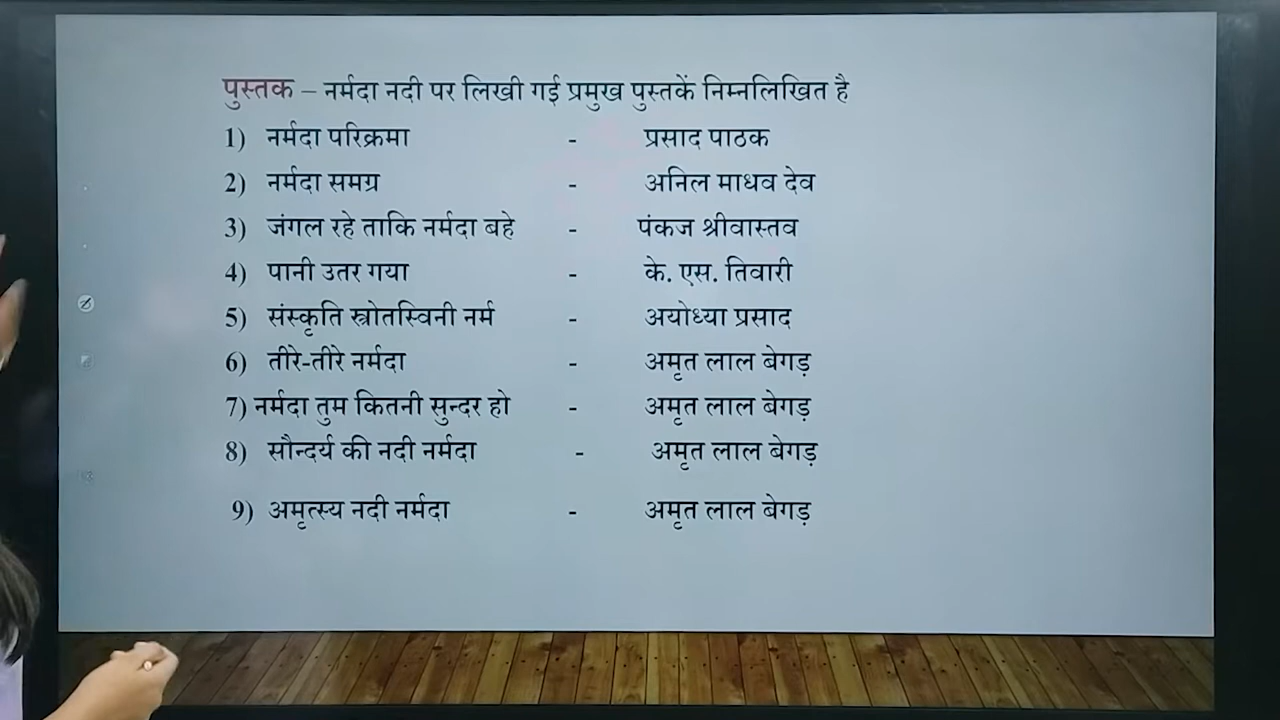 पुस्तक – नर्मदा नदी पर लिखी गई प्रमुख पुस्तकें निम्नलिखित है
1) नर्मदा परिक्रमा - प्रसाद पाठक
2) नर्मदा समग्र - अनिल माधव देव
3) जंगल रहे ताकि नर्मदा बहे - पंकज श्रीवास्तव
4) पानी उतर गया - के. एस. तिवारी
5) संस्कृति स्त्रोतस्विनी नर्म - अयोध्या प्रसाद
6) तीरे-तीरे नर्मदा - अमृत लाल बेगड़
7) नर्मदा तुम कितनी सुन्दर हो - अमृत लाल बेगड़
8) सौन्दर्य की नदी नर्मदा - अमृत लाल बेगड़
9) अमृत्स्य नदी नर्मदा - अमृत लाल बेगड़